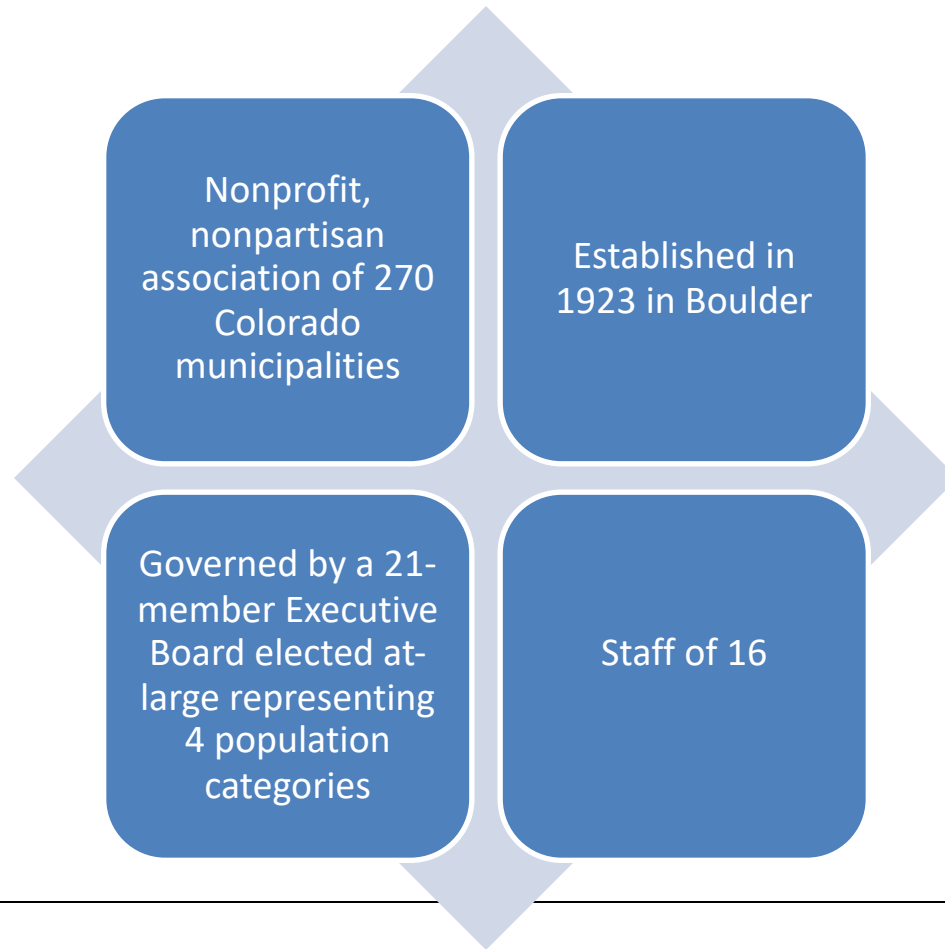 Nonprofit,
nonpartisan
association of 270
Colorado
municipalities
Established in
1923 in Boulder
Governed by a 21-
member Executive
Board elected at-
large representing
4 population
categories
Staff of 16